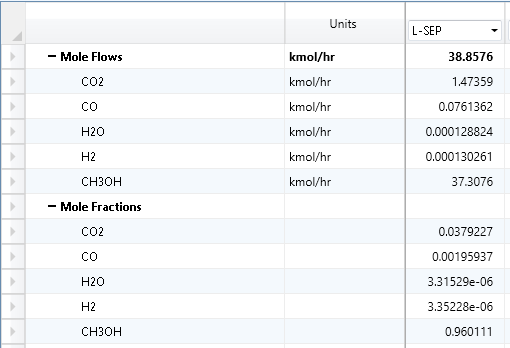 Units L-SEP
− Mole Flows kmol/hr 38.8576
CO2 kmol/hr 1.47359
CO kmol/hr 0.0761362
H2O kmol/hr 0.000128824
H2 kmol/hr 0.000130261
CH3OH kmol/hr 37.3076
− Mole Fractions
CO2 0.0379227
CO 0.00195937
H2O 3.31529e-06
H2 3.35228e-06
CH3OH 0.960111